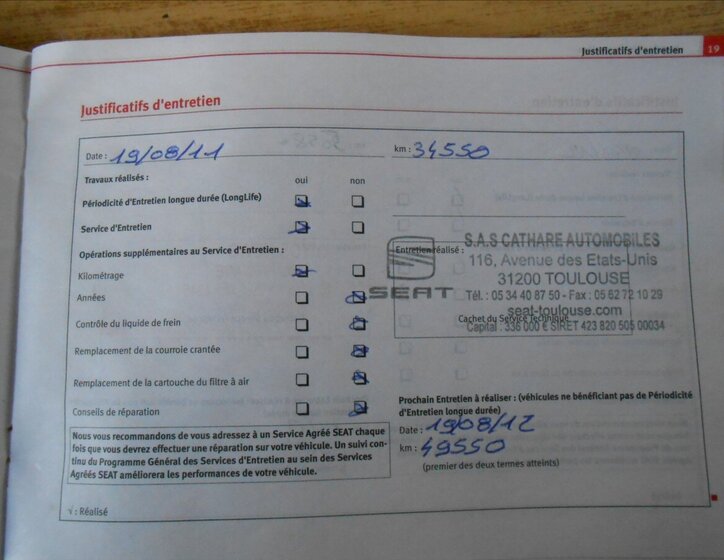 Justificatifs d'entretien 19
Justificatifs d'entretien
Date : 19/08/11 km : 34550
Travaux réalisés : oui non
Périodicité d'Entretien longue durée (LongLife)
Service d'Entretien
Opérations supplémentaires au Service d'Entretien : Entretien réalisé :
Kilométrage
Années
Contrôle du liquide de frein
Remplacement de la courroie crantée
Remplacement de la cartouche du filtre à air
Conseils de réparation
SEAT
S.A.S CATHARE AUTOMOBILES
116, Avenue des Etats-Unis
31200 TOULOUSE
Tél. : 05 34 40 87 50 - Fax : 05 62 72 10 29
seat-toulouse.com
Cachet du Service Technique
Capital : 336 000 € SIRET 423 820 505 00034
Prochain Entretien à réaliser : (véhicules ne bénéficiant pas de Périodicité
d'Entretien longue durée)
Date : 19/08/12
km : 49550
(premier des deux termes atteints)
Nous vous recommandons de vous adressez à un Service Agréé SEAT chaque
fois que vous devrez effectuer une réparation sur votre véhicule. Un suivi con-
tinu du Programme Général des Services d'Entretien au sein des Services
Agréés SEAT améliorera les performances de votre véhicule.
√ : Réalisé